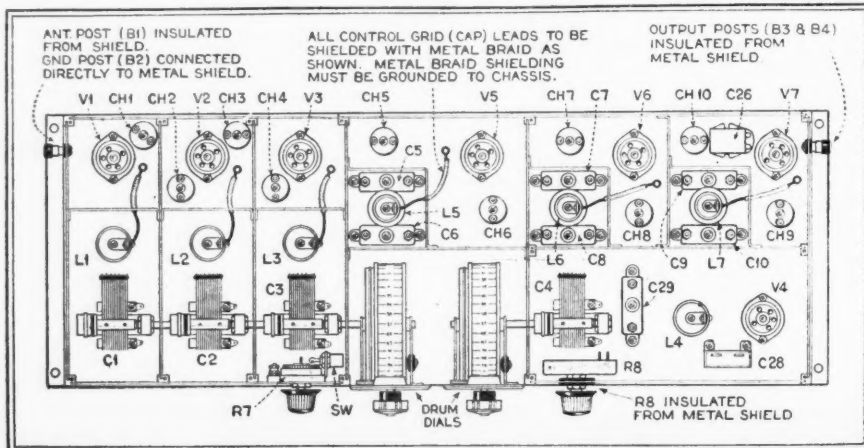 ANT. POST (B1) INSULATED
FROM SHIELD.
GND POST (B2) CONNECTED
DIRECTLY TO METAL SHIELD.
ALL CONTROL GRID (CAP) LEADS TO BE
SHIELDED WITH METAL BRAID AS
SHOWN. METAL BRAID SHIELDING
MUST BE GROUNDED TO CHASSIS.
OUTPUT POSTS (B3 & B4)
INSULATED FROM
METAL SHIELD
V1 CH1 CH2 V2 CH3 CH4 V3 CH5 V5 CH7 C7 V6 CH10 C26 V7
C5
L5
C6 CH6
L6 C8 CH8 C9 L7 C10 CH9
L1 L2 L3
C3 C4 C29 L4 V4
C1 C2 C28
R7 SW R8
DRUM
DIALS
R8 INSULATED
FROM METAL SHIELD